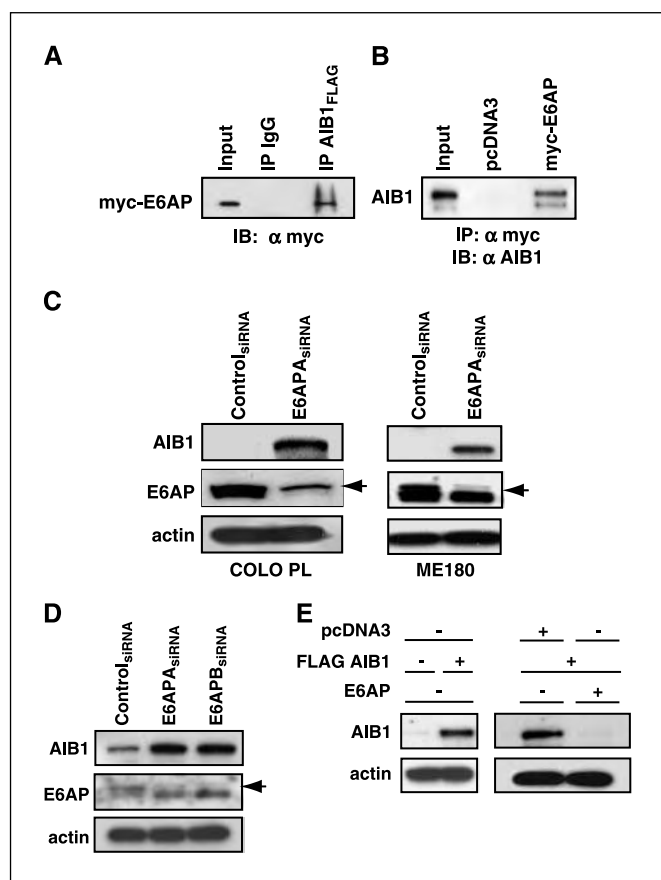 A
Input
IP IgG
IP AIB1FLAG
myc-E6AP
IB: α myc
B
Input
pcDNA3
myc-E6AP
AIB1
IP: α myc
IB: α AIB1
C
ControlsiRNA
E6APAsiRNA
ControlsiRNA
E6APAsiRNA
AIB1
E6AP
actin
COLO PL
ME180
D
ControlsiRNA
E6APAsiRNA
E6APBsiRNA
AIB1
E6AP
actin
E
pcDNA3 - + -
FLAG AIB1 - + +
E6AP - - +
AIB1
actin